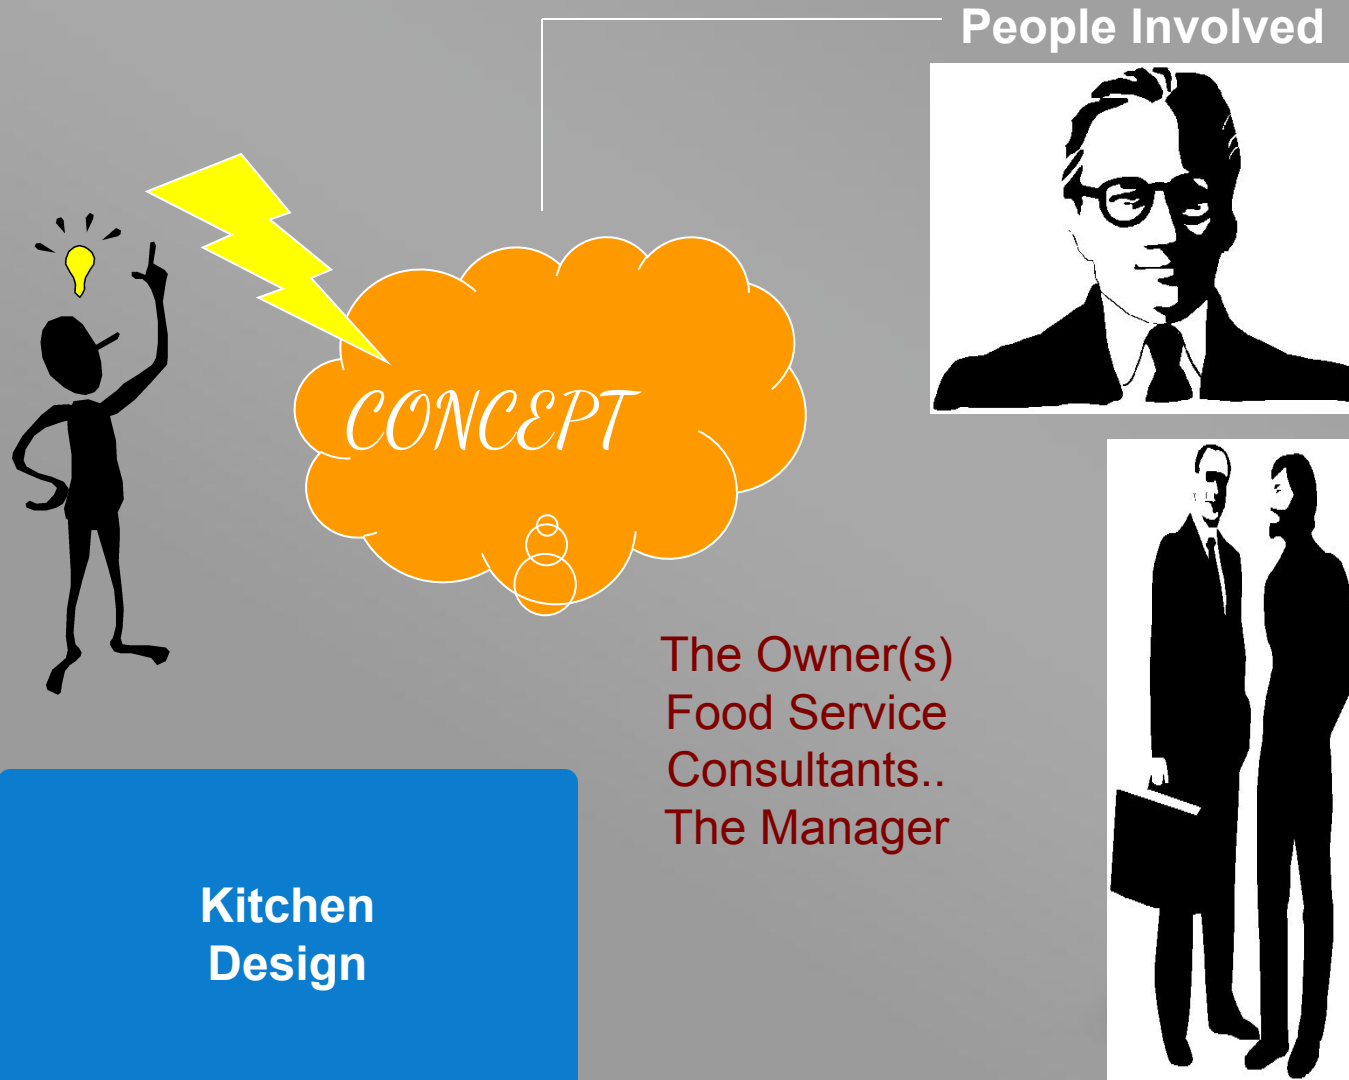 People Involved
CONCEPT
The Owner(s)
Food Service
Consultants..
The Manager
Kitchen
Design